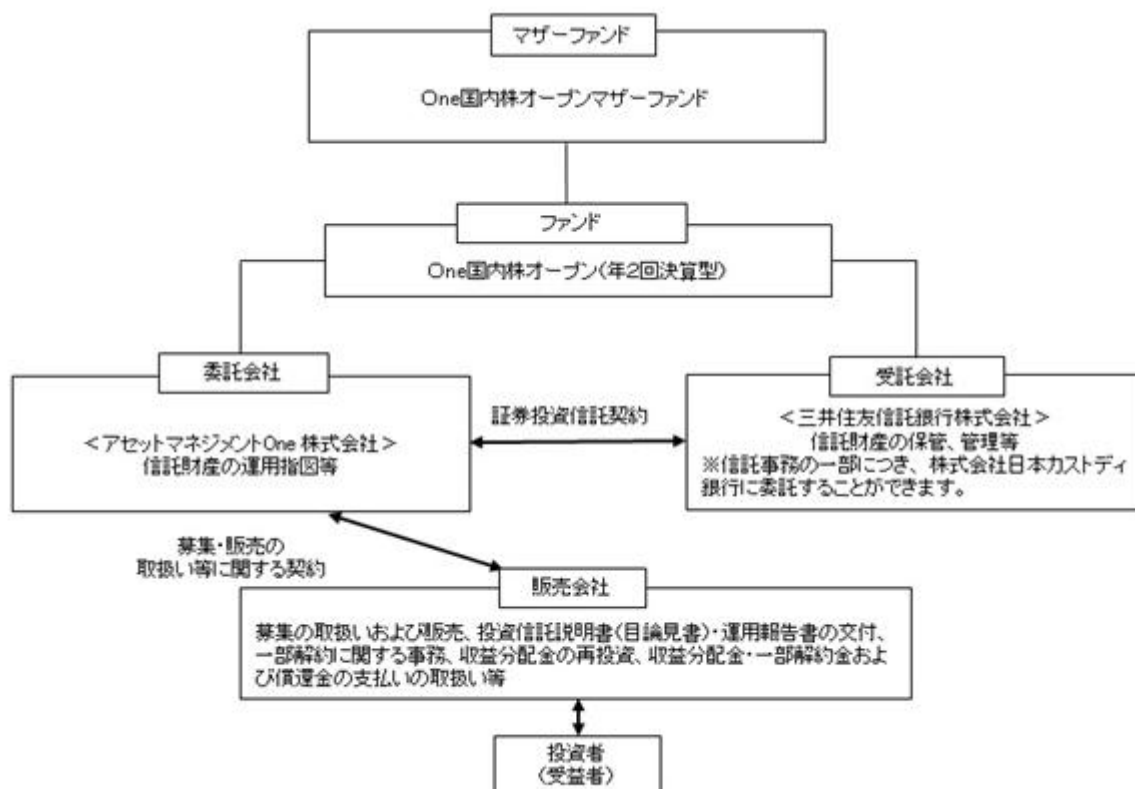 マザーファンド
One国内株オープンマザーファンド
ファンド
One国内株オープン(年2回決算型)
委託会社
<アセットマネジメントOne 株式会社>
信託財産の運用指図等
証券投資信託契約
受託会社
<三井住友信託銀行株式会社>
信託財産の保管、管理等
※信託事務の一部につき、株式会社日本カストディ
銀行に委託することができます。
募集・販売の
取扱い等に関する契約
販売会社
募集の取扱いおよび販売、投資信託説明書(目論見書)・運用報告書の交付、
一部解約に関する事務、収益分配金の再投資、収益分配金・一部解約金およ
び償還金の支払いの取扱い等
投資者
(受益者)